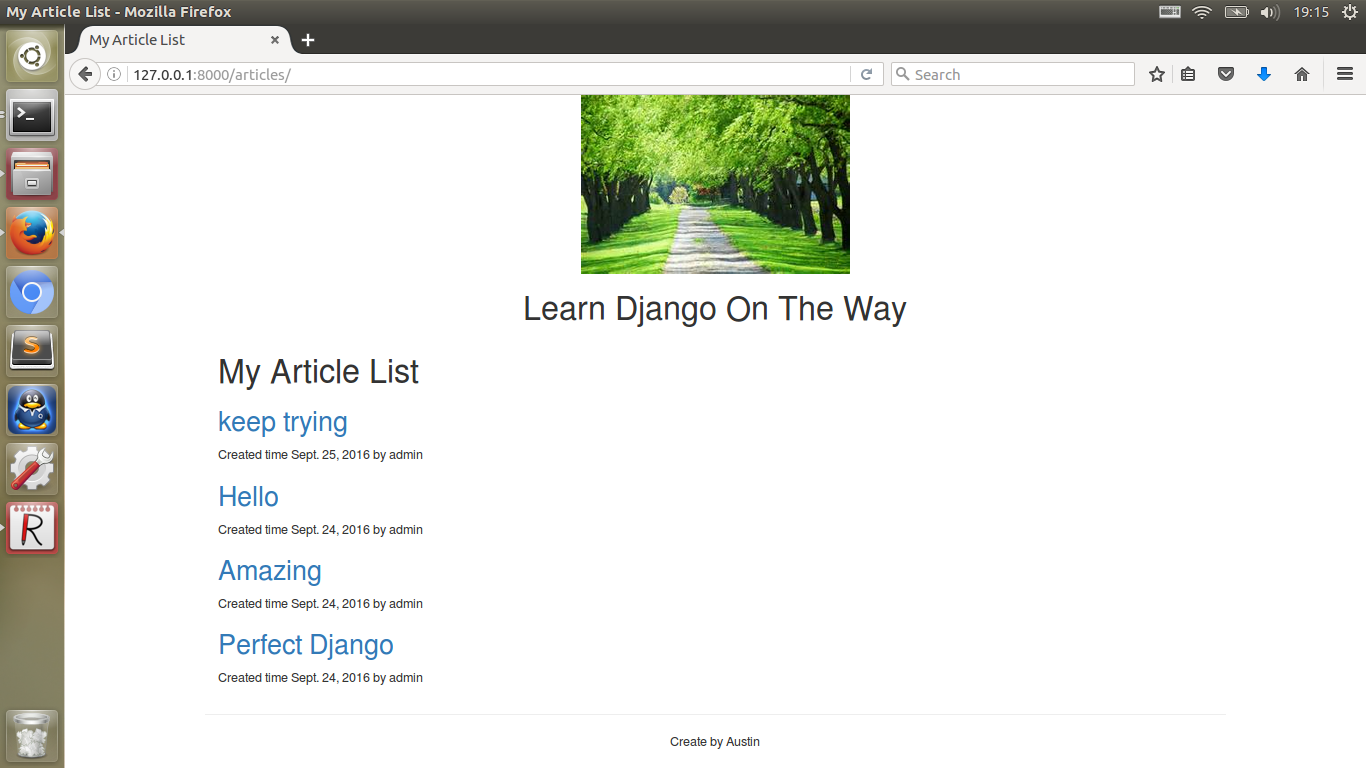 My Article List - Mozilla Firefox
19:15
My Article List
127.0.0.1:8000/articles/
Search
Learn Django On The Way
My Article List
keep trying
Created time Sept. 25, 2016 by admin
Hello
Created time Sept. 24, 2016 by admin
Amazing
Created time Sept. 24, 2016 by admin
Perfect Django
Created time Sept. 24, 2016 by admin
Create by Austin